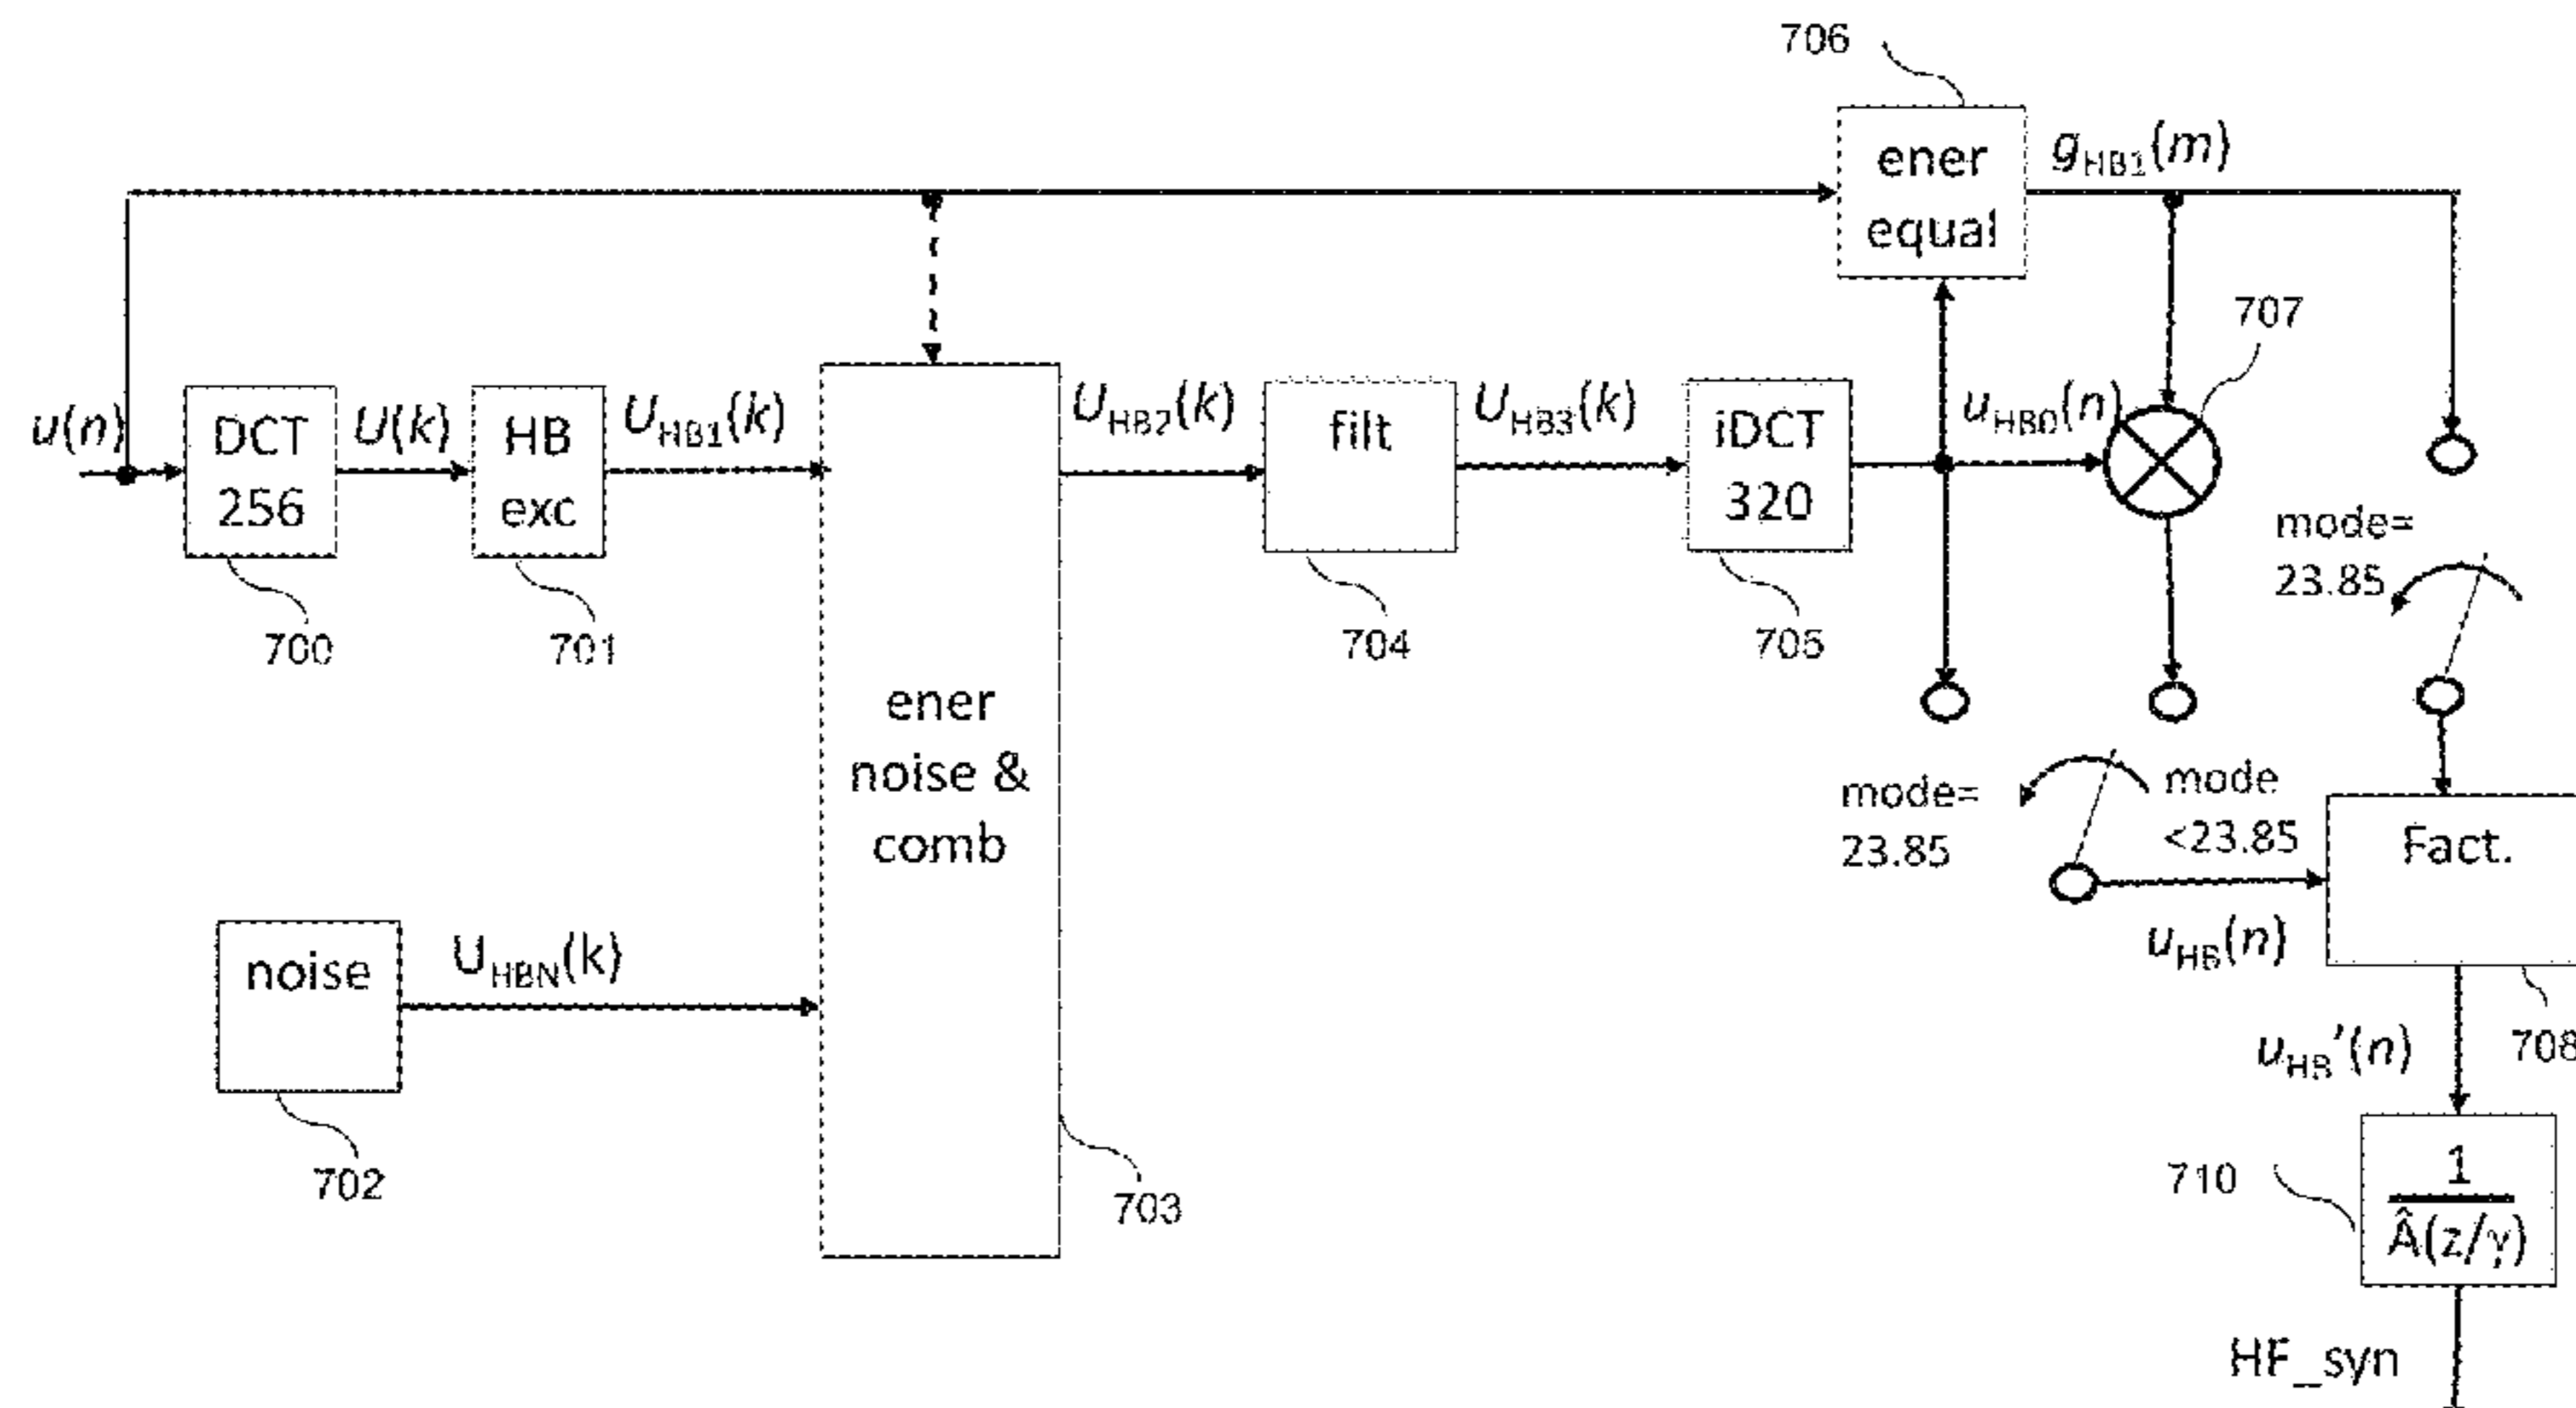 706
ener
equal
g_HB1(m)
707
u(n)
DCT
256
U(k)
HB
exc
U_HB1(k)
U_HB2(k)
filt
U_HB3(k)
iDCT
320
u_HB0(n)
700
701
704
705
mode=
23.85
ener
noise &
comb
mode=
23.85
mode
<23.85
Fact.
u_HB(n)
noise
U_HBN(k)
702
703
708
u_HB'(n)
710
1
Â(z/γ)
HF_syn